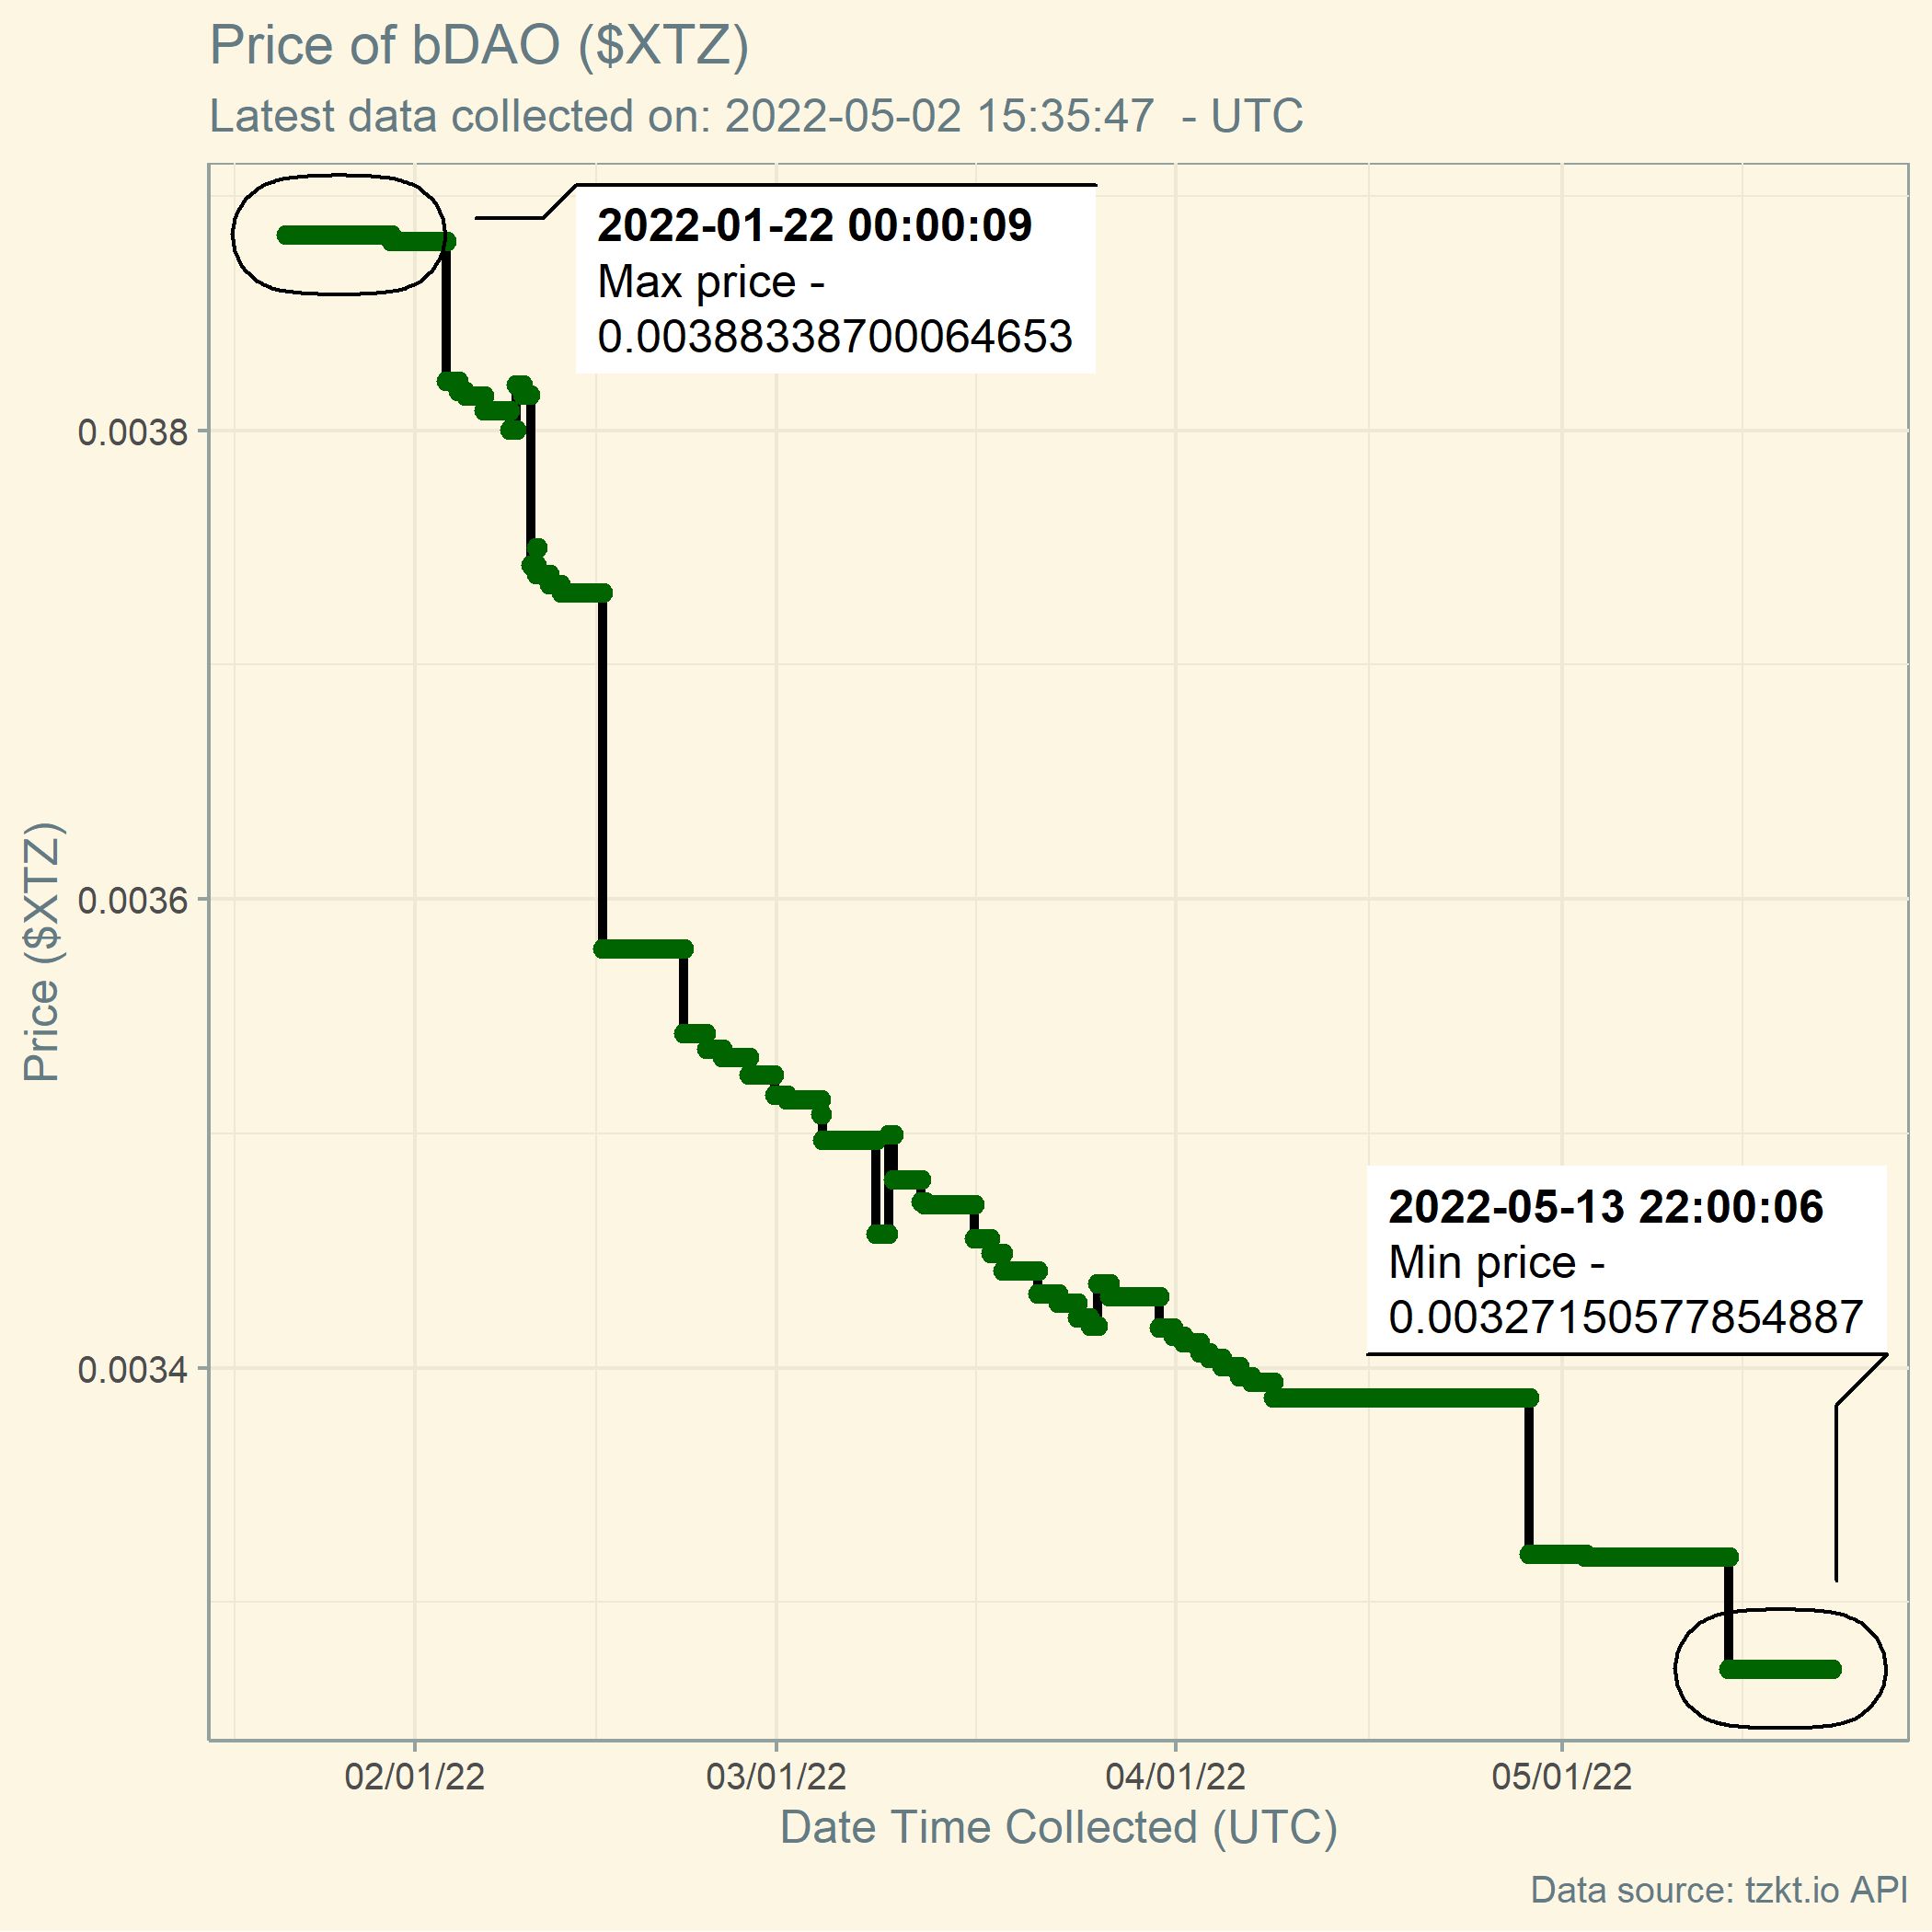 Price of bDAO ($XTZ)
Latest data collected on: 2022-05-02 15:35:47 - UTC
2022-01-22 00:00:09
Max price -
0.00388338700064653
0.0038
0.0036
0.0034
Price ($XTZ)
2022-05-13 22:00:06
Min price -
0.00327150577854887
02/01/22
03/01/22
04/01/22
05/01/22
Date Time Collected (UTC)
Data source: tzkt.io API